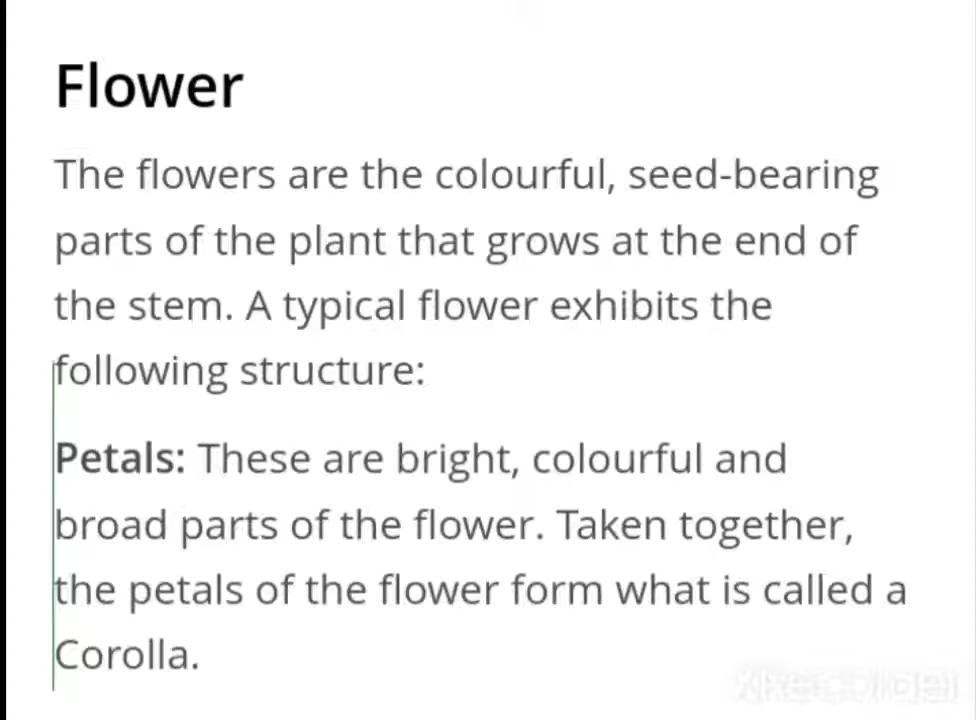 Flower
The flowers are the colourful, seed-bearing
parts of the plant that grows at the end of
the stem. A typical flower exhibits the
following structure:
Petals: These are bright, colourful and
broad parts of the flower. Taken together,
the petals of the flower form what is called a
Corolla.